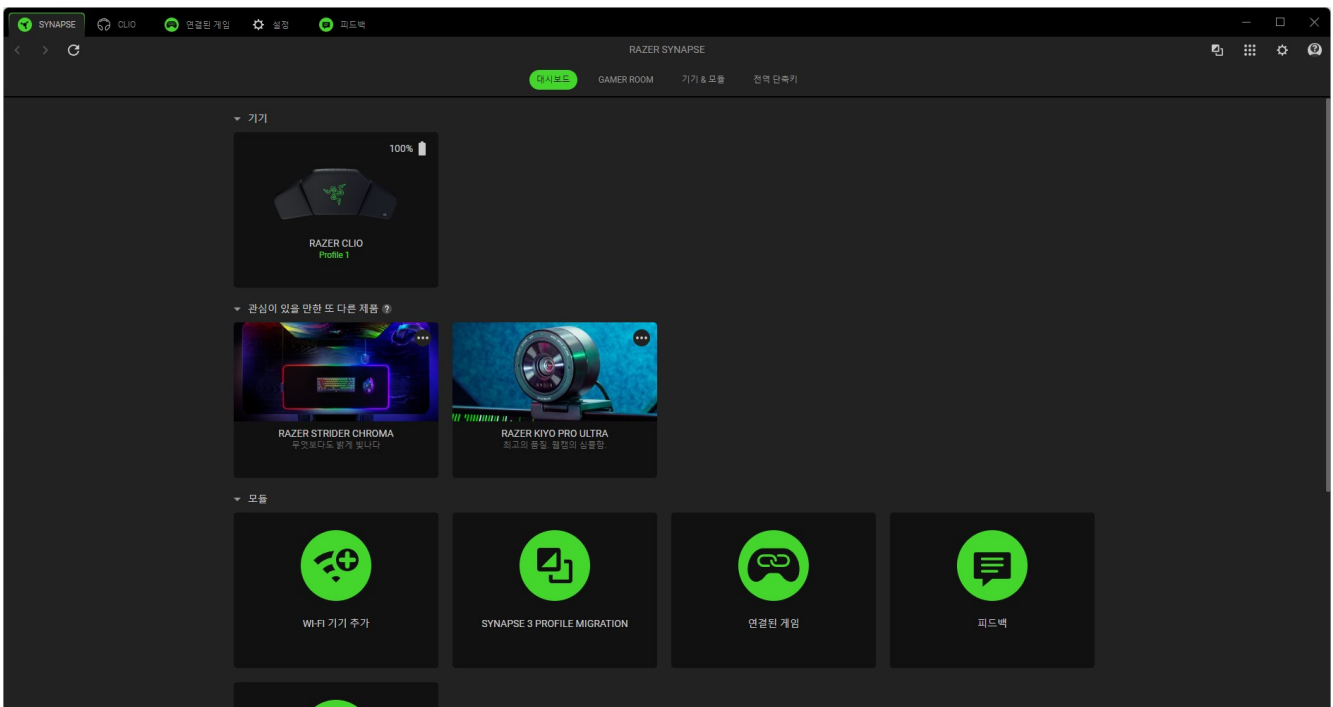 SYNAPSE
CLIO
연결된 게임
설정
피드백
RAZER SYNAPSE
대시보드
GAMER ROOM
기기 & 모듈
전역 단축키
기기
100%
RAZER CLIO
Profile 1
관심이 있을 만한 또 다른 제품 ?
RAZER STRIDER CHROMA
무엇보다도 밝게 빛나다
RAZER KIYO PRO ULTRA
최고의 품질. 웹캠의 심플함.
모듈
WI-FI 기기 추가
SYNAPSE 3 PROFILE MIGRATION
연결된 게임
피드백